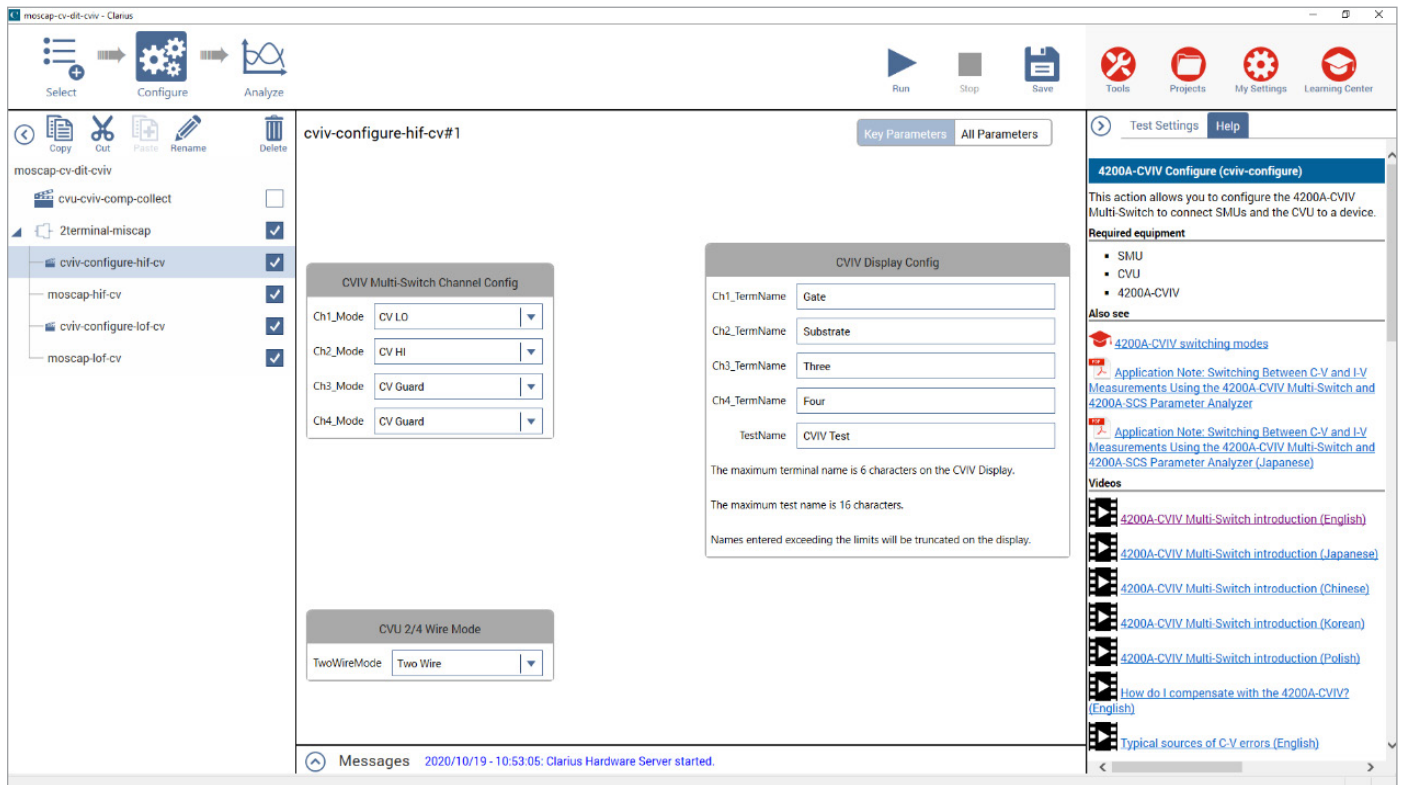 moscap-cv-dit-cviv - Clarius
Select
Configure
Analyze
Run
Stop
Save
Tools
Projects
My Settings
Learning Center
Copy
Cut
Paste
Rename
Delete
moscap-cv-dit-cviv
cvu-cviv-comp-collect
2terminal-miscap
cviv-configure-hif-cv
moscap-hif-cv
cviv-configure-lof-cv
moscap-lof-cv
cviv-configure-hif-cv#1
Key Parameters
All Parameters
CVIV Multi-Switch Channel Config
Ch1_Mode CV LO
Ch2_Mode CV HI
Ch3_Mode CV Guard
Ch4_Mode CV Guard
CVIV Display Config
Ch1_TermName Gate
Ch2_TermName Substrate
Ch3_TermName Three
Ch4_TermName Four
TestName CVIV Test
The maximum terminal name is 6 characters on the CVIV Display.
The maximum test name is 16 characters.
Names entered exceeding the limits will be truncated on the display.
CVU 2/4 Wire Mode
TwoWireMode Two Wire
Messages 2020/10/19 - 10:53:05: Clarius Hardware Server started.
Test Settings
Help
4200A-CVIV Configure (cviv-configure)
This action allows you to configure the 4200A-CVIV
Multi-Switch to connect SMUs and the CVU to a device.
Required equipment
SMU
CVU
4200A-CVIV
Also see
4200A-CVIV switching modes
PDF
Application Note: Switching Between C-V and I-V
Measurements Using the 4200A-CVIV Multi-Switch and
4200A-SCS Parameter Analyzer
PDF
Application Note: Switching Between C-V and I-V
Measurements Using the 4200A-CVIV Multi-Switch and
4200A-SCS Parameter Analyzer (Japanese)
Videos
4200A-CVIV Multi-Switch introduction (English)
4200A-CVIV Multi-Switch introduction (Japanese)
4200A-CVIV Multi-Switch introduction (Chinese)
4200A-CVIV Multi-Switch introduction (Korean)
4200A-CVIV Multi-Switch introduction (Polish)
How do I compensate with the 4200A-CVIV?
(English)
Typical sources of C-V errors (English)